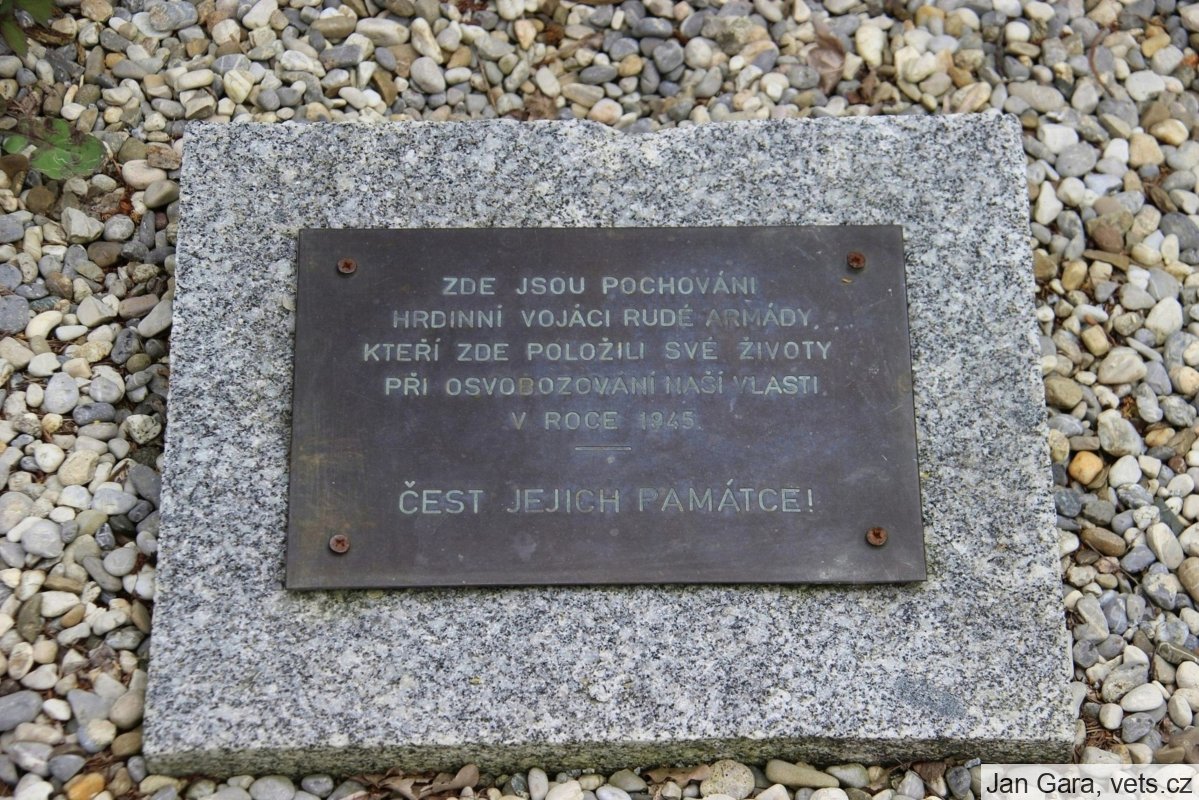 ZDE JSOU POCHOVÁNI
HRDINNÍ VOJÁCI RUDÉ ARMÁDY,
KTEŘÍ ZDE POLOŽILI SVÉ ŽIVOTY
PŘI OSVOBOZOVÁNÍ NAŠÍ VLASTI
V ROCE 1945.
ČEST JEJICH PAMÁTCE!
Jan Gara, vets.cz